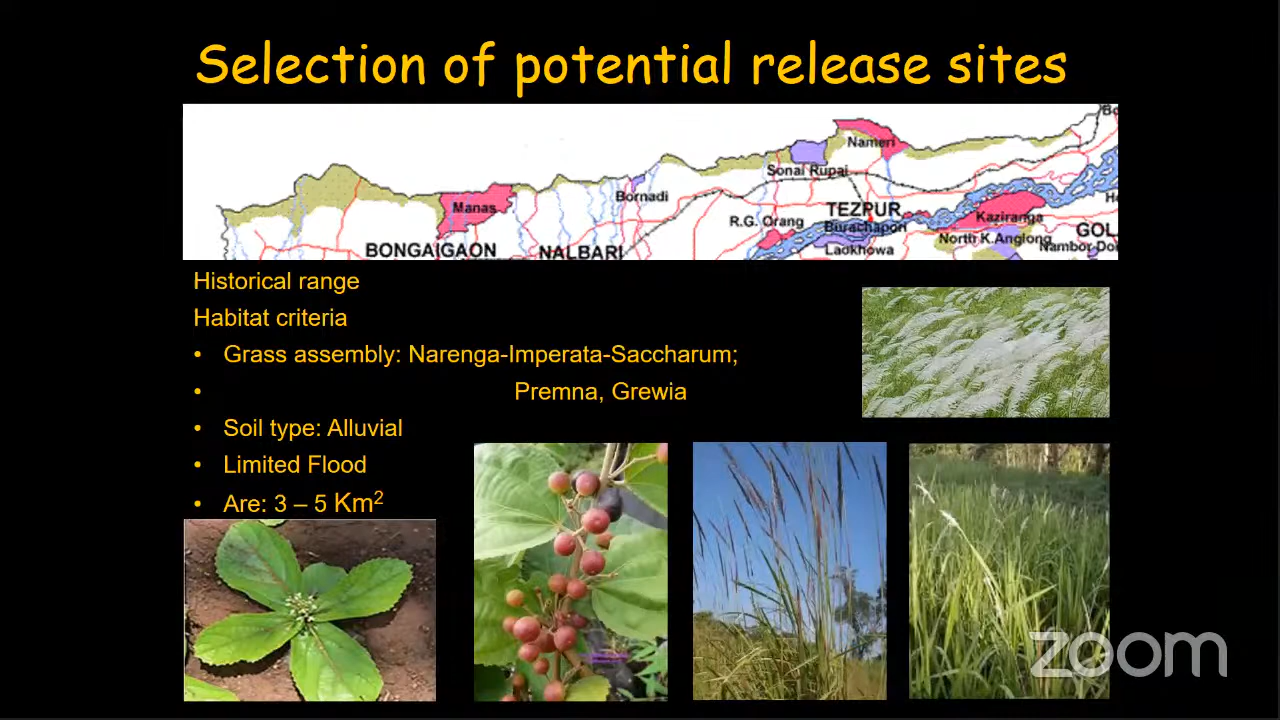 Selection of potential release sites
Nameri
Sonai Rupai
Manas
Bornadi
TEZPUR
Kaziranga
R.G. Orang
Burachapori
GOL
BONGAIGAON
NALBARI
North K.Anglong
Laokhowa
Nambor Do
Historical range
Habitat criteria
• Grass assembly: Narenga-Imperata-Saccharum;
• Premna, Grewia
• Soil type: Alluvial
• Limited Flood
• Are: 3 – 5 Km²
zoom